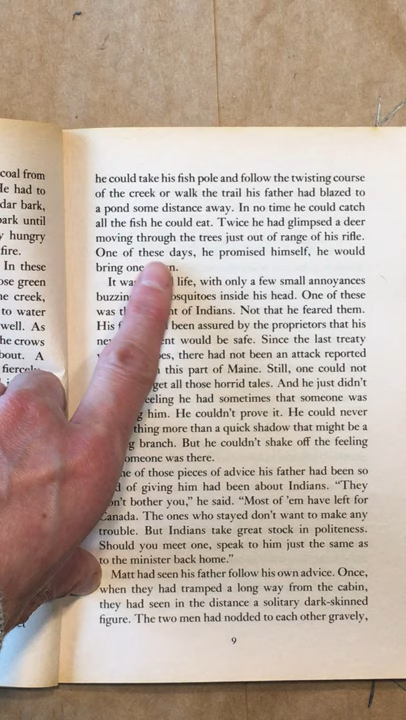 coal from
He had to
dar bark,
ark until
y hungry
fire.
In these
ose green
e creek,
to water
well. As
he crows
bout. A
fiercely
he could take his fish pole and follow the twisting course
of the creek or walk the trail his father had blazed to
a pond some distance away. In no time he could catch
all the fish he could eat. Twice he had glimpsed a deer
moving through the trees just out of range of his rifle.
One of these days, he promised himself, he would
bring one n.
It wa life, with only a few small annoyances
buzzin osquitoes inside his head. One of these
was t t of Indians. Not that he feared them.
His f been assured by the proprietors that his
ne ent would be safe. Since the last treaty
es, there had not been an attack reported
this part of Maine. Still, one could not
get all those horrid tales. And he just didn't
eeling he had sometimes that someone was
g him. He couldn't prove it. He could never
thing more than a quick shadow that might be a
g branch. But he couldn't shake off the feeling
omeone was there.
ne of those pieces of advice his father had been so
d of giving him had been about Indians. "They
on't bother you," he said. "Most of 'em have left for
Canada. The ones who stayed don't want to make any
trouble. But Indians take great stock in politeness.
Should you meet one, speak to him just the same as
to the minister back home."
Matt had seen his father follow his own advice. Once,
when they had tramped a long way from the cabin,
they had seen in the distance a solitary dark-skinned
figure. The two men had nodded to each other gravely,
9